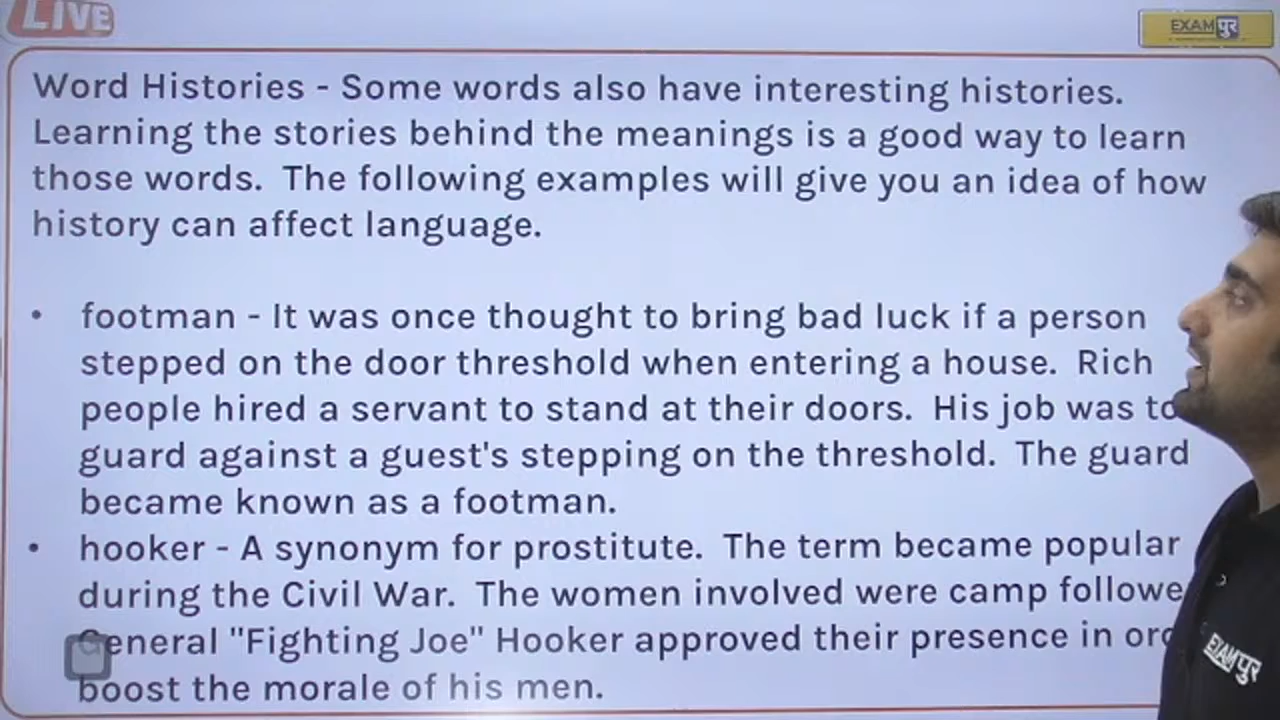 LIVE
EXAMपुर
Word Histories - Some words also have interesting histories.
Learning the stories behind the meanings is a good way to learn
those words. The following examples will give you an idea of how
history can affect language.
• footman - It was once thought to bring bad luck if a person
stepped on the door threshold when entering a house. Rich
people hired a servant to stand at their doors. His job was to
guard against a guest's stepping on the threshold. The guard
became known as a footman.
• hooker - A synonym for prostitute. The term became popular
during the Civil War. The women involved were camp followe
General "Fighting Joe" Hooker approved their presence in ord
boost the morale of his men.
EXAMपुर